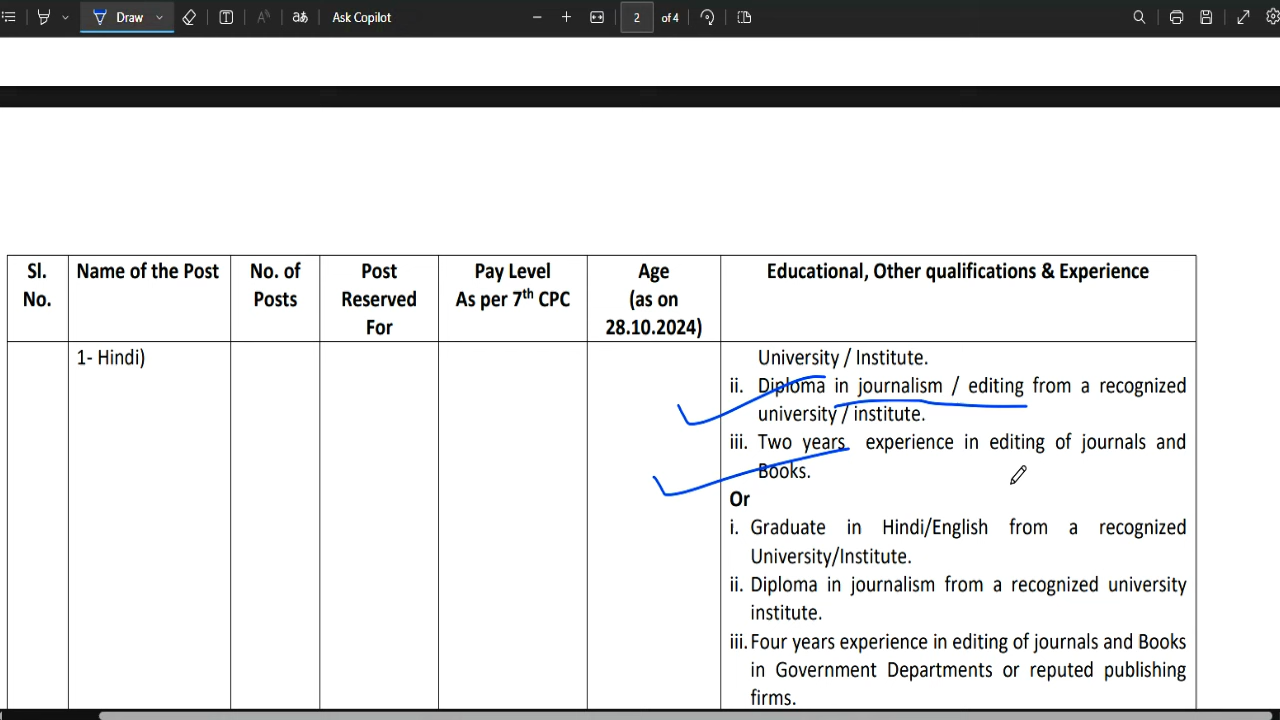 Draw
Ask Copilot
2 of 4
Sl. No.
Name of the Post
No. of Posts
Post Reserved For
Pay Level As per 7th CPC
Age (as on 28.10.2024)
Educational, Other qualifications & Experience
1- Hindi)
University / Institute.
ii. Diploma in journalism / editing from a recognized
university / institute.
iii. Two years experience in editing of journals and
Books.
Or
i. Graduate in Hindi/English from a recognized
University/Institute.
ii. Diploma in journalism from a recognized university
institute.
iii. Four years experience in editing of journals and Books
in Government Departments or reputed publishing
firms.